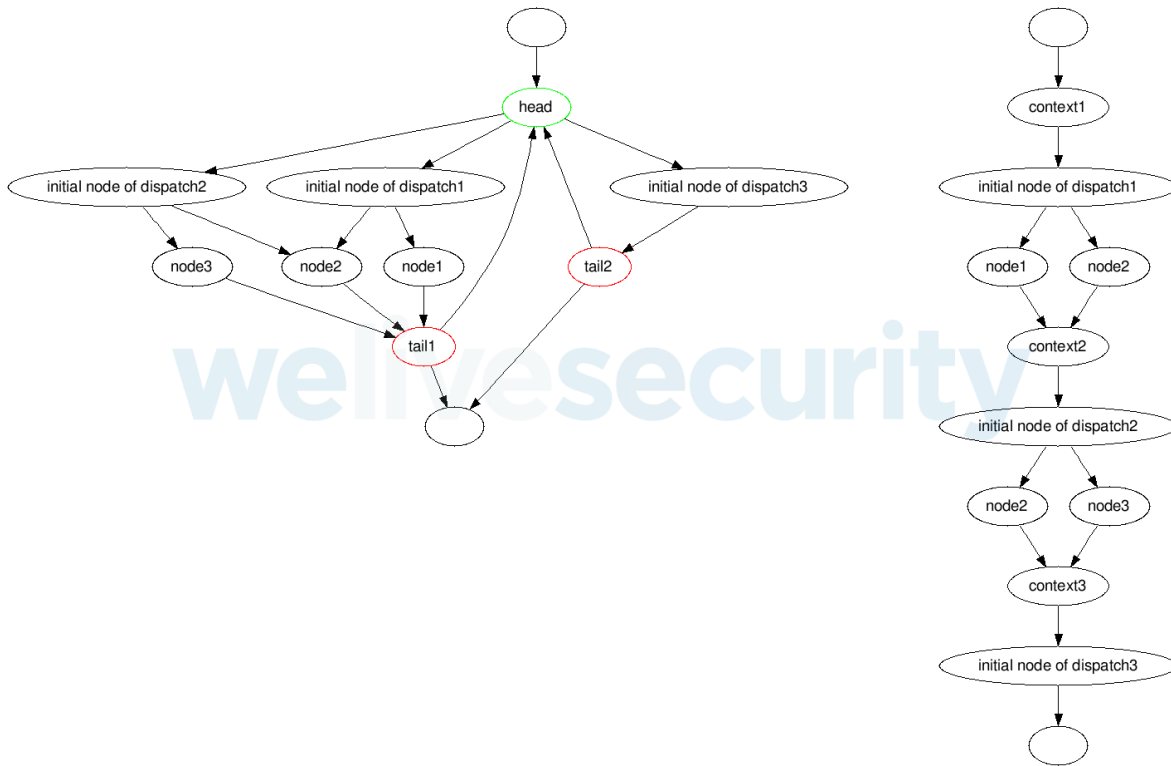 head
initial node of dispatch2
initial node of dispatch1
initial node of dispatch3
node3
node2
node1
tail2
tail1
context1
initial node of dispatch1
node1
node2
context2
initial node of dispatch2
node2
node3
context3
initial node of dispatch3
welivesecurity